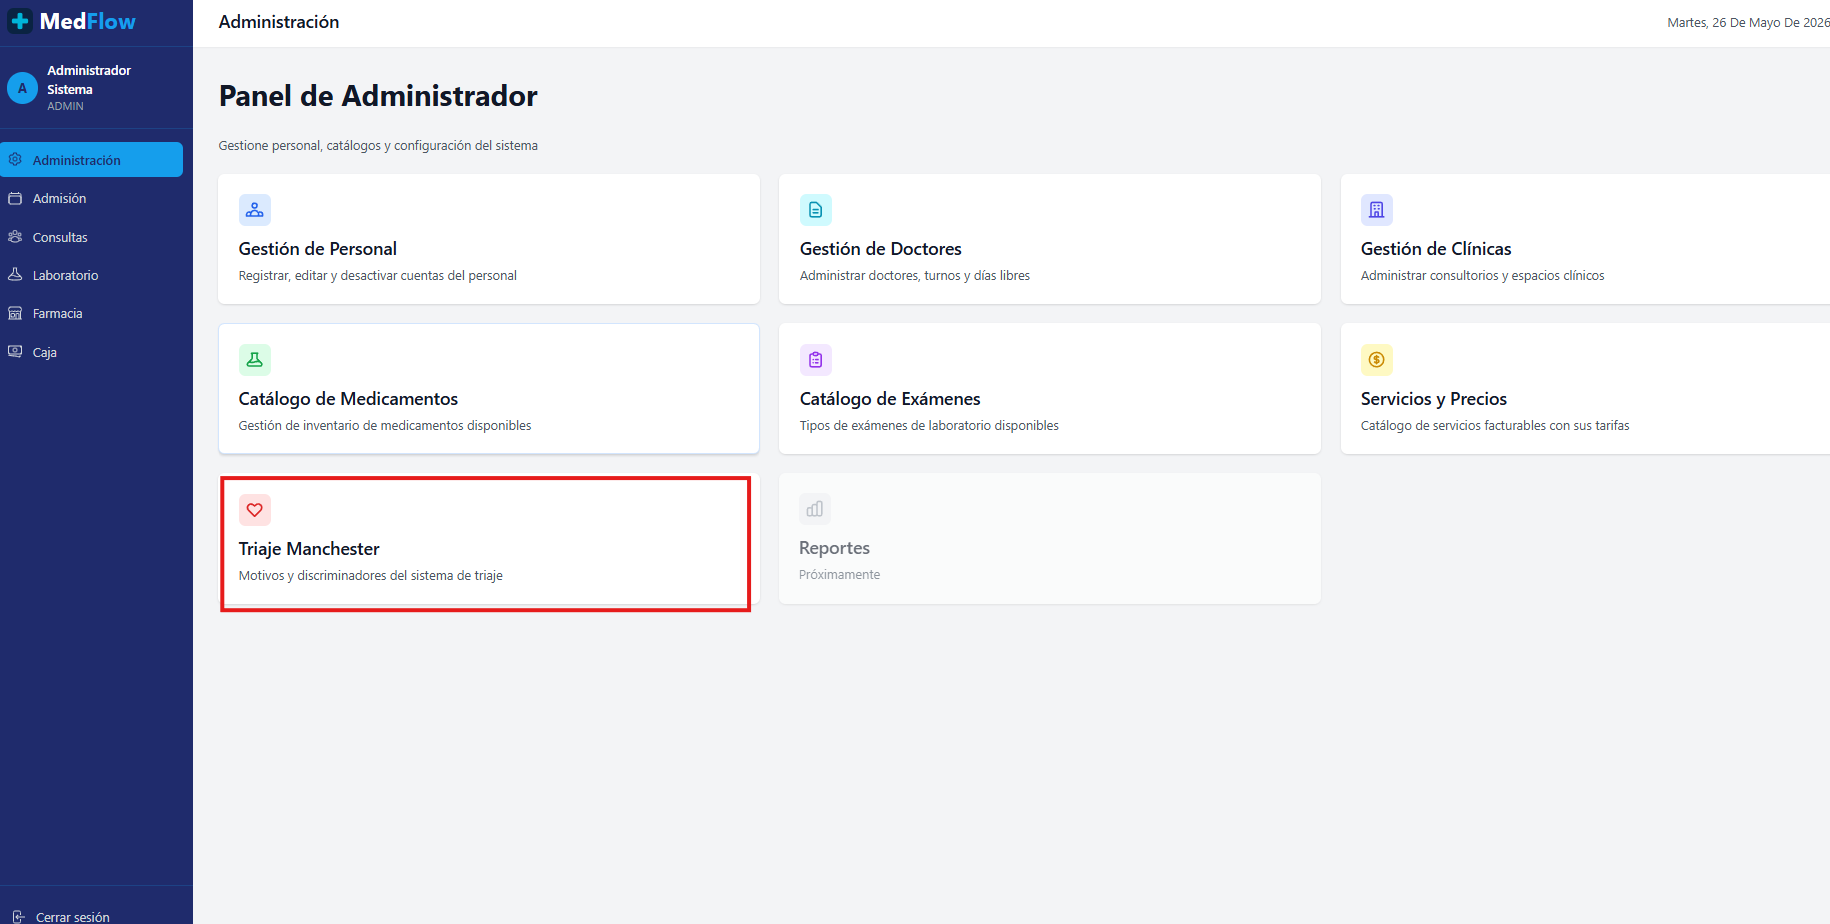 MedFlow
Administración
Martes, 26 De Mayo De 2026
A
Administrador
Sistema
ADMIN
Administración
Admisión
Consultas
Laboratorio
Farmacia
Caja
Cerrar sesión
Panel de Administrador
Gestione personal, catálogos y configuración del sistema
Gestión de Personal
Registrar, editar y desactivar cuentas del personal
Gestión de Doctores
Administrar doctores, turnos y días libres
Gestión de Clínicas
Administrar consultorios y espacios clínicos
Catálogo de Medicamentos
Gestión de inventario de medicamentos disponibles
Catálogo de Exámenes
Tipos de exámenes de laboratorio disponibles
Servicios y Precios
Catálogo de servicios facturables con sus tarifas
Triaje Manchester
Motivos y discriminadores del sistema de triaje
Reportes
Próximamente